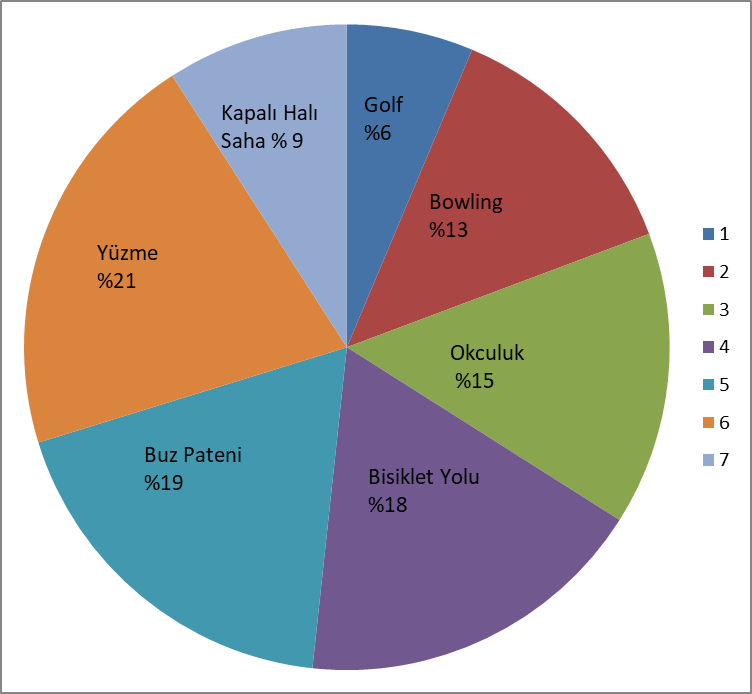 Golf
%6
Bowling
%13
Okculuk
%15
Bisiklet Yolu
%18
Buz Pateni
%19
Yüzme
%21
Kapalı Halı
Saha % 9
1
2
3
4
5
6
7